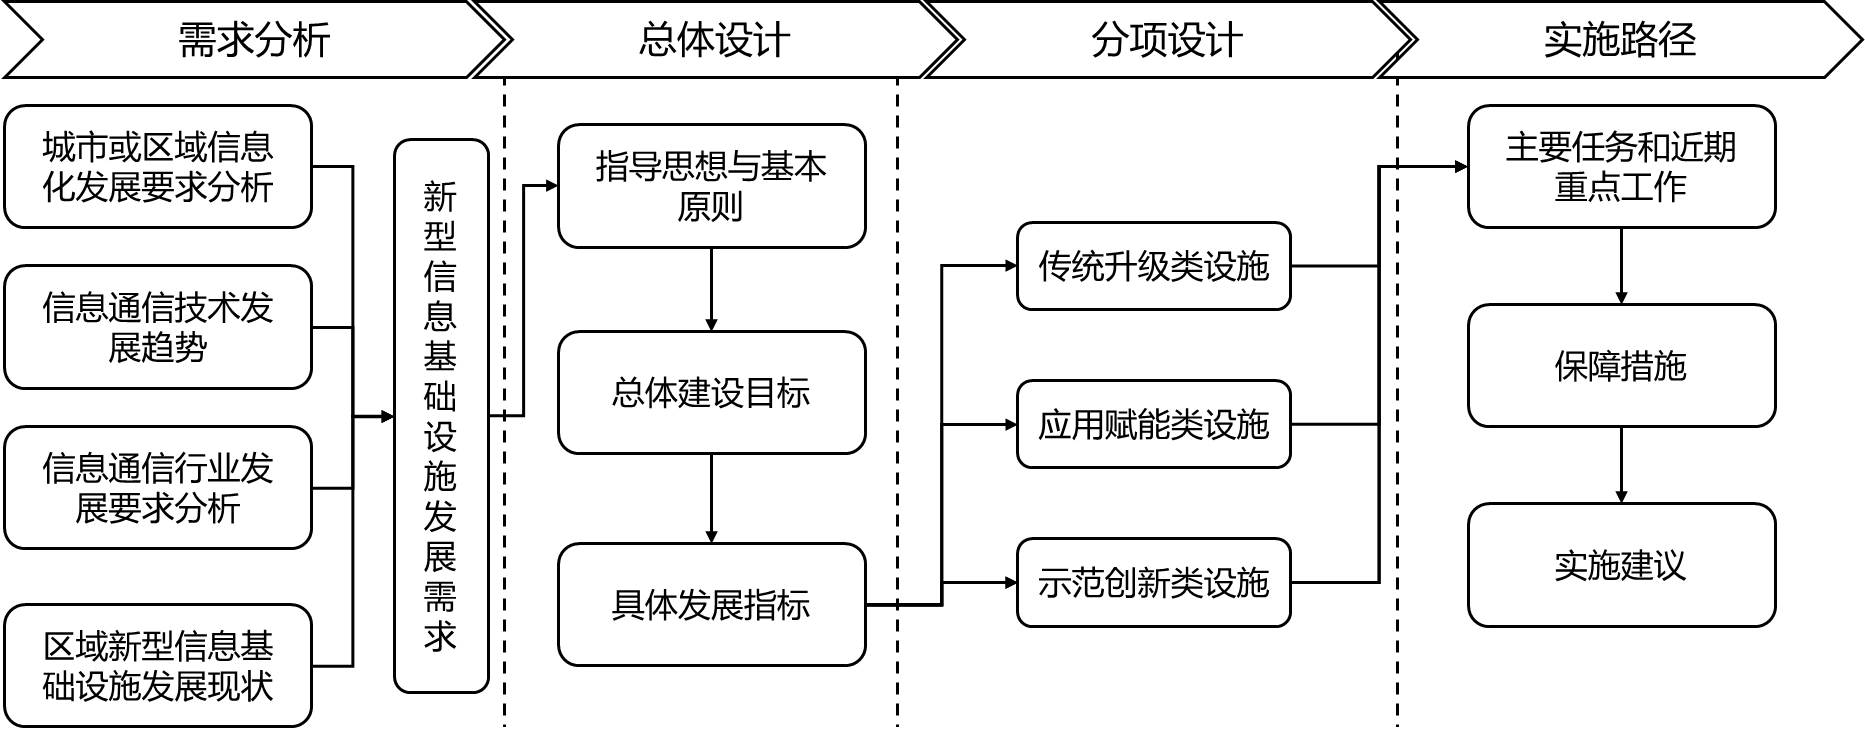 需求分析
总体设计
分项设计
实施路径
城市或区域信息
化发展要求分析
信息通信技术发
展趋势
信息通信行业发
展要求分析
区域新型信息基
础设施发展现状
新
型
信
息
基
础
设
施
发
展
需
求
指导思想与基本
原则
总体建设目标
具体发展指标
传统升级类设施
应用赋能类设施
示范创新类设施
主要任务和近期
重点工作
保障措施
实施建议